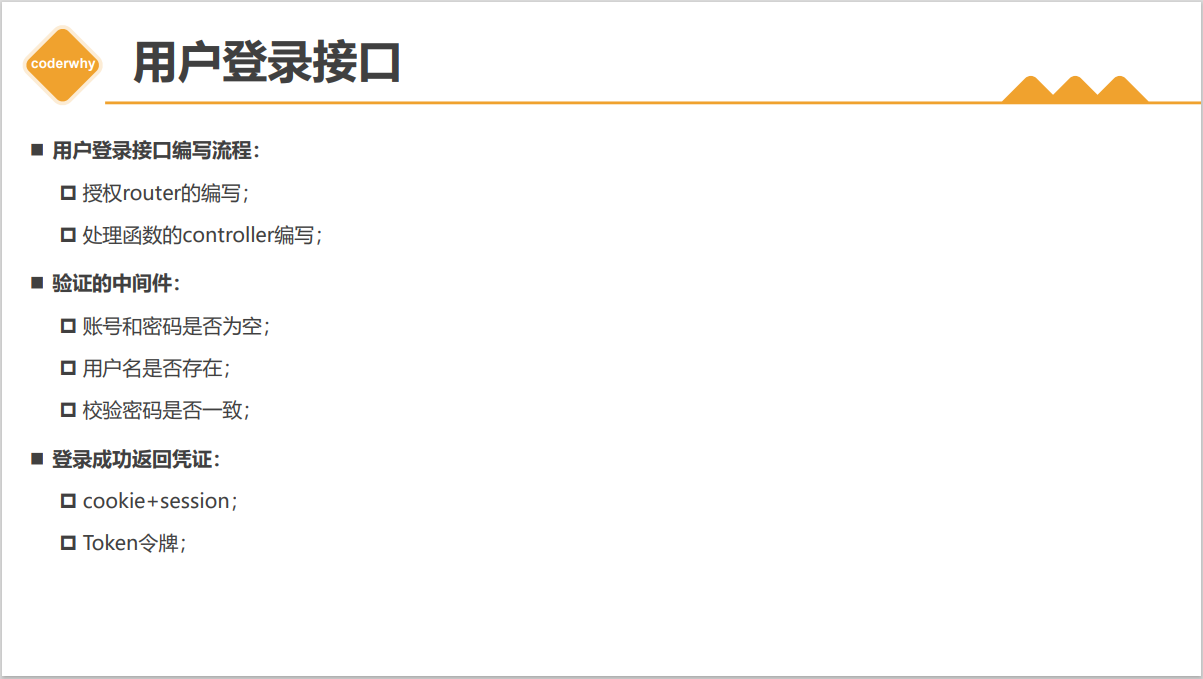 coderwhy
用户登录接口
用户登录接口编写流程：
授权router的编写；
处理函数的controller编写；
验证的中间件：
账号和密码是否为空；
用户名是否存在；
校验密码是否一致；
登录成功返回凭证：
cookie+session；
Token令牌；